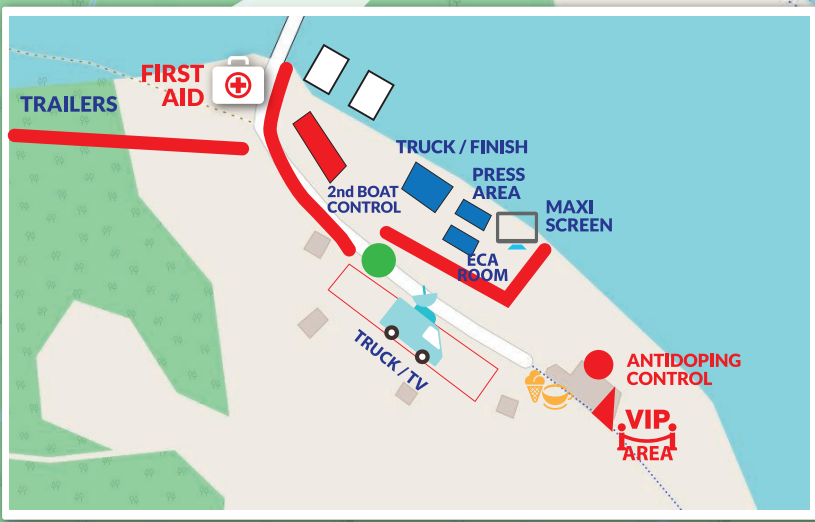 FIRST
AID
TRAILERS
TRUCK / FINISH
PRESS
AREA
2nd BOAT
CONTROL
MAXI
SCREEN
ECA
ROOM
TRUCK / TV
ANTIDOPING
CONTROL
VIP
AREA